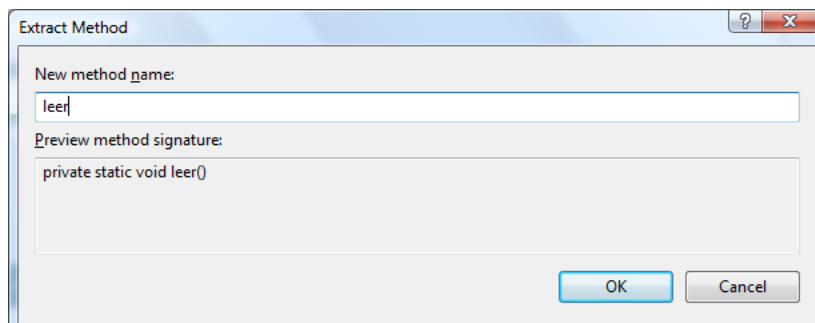 Extract Method
New method name:
leer
Preview method signature:
private static void leer()
OK
Cancel